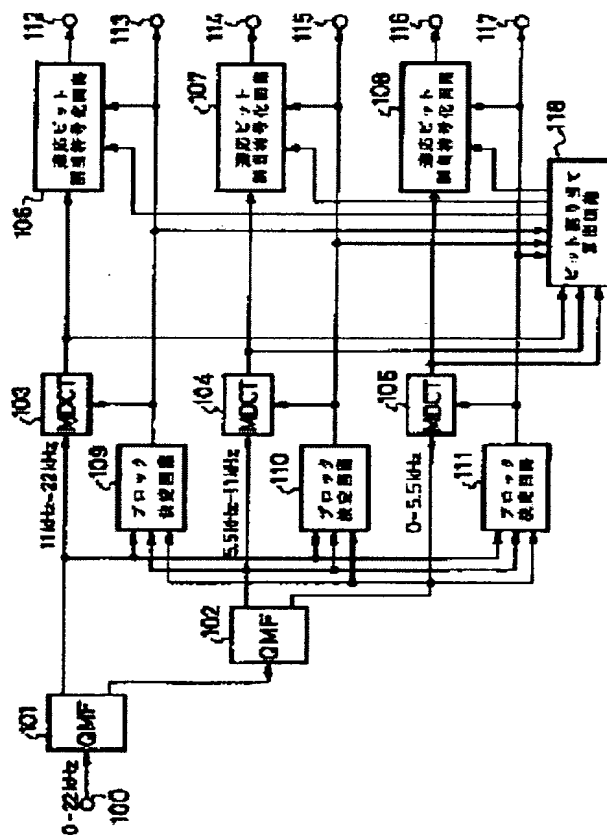 0~22kHz
100
101
QMF
102
QMF
11kHz~22kHz
5.5kHz~11kHz
0~5.5kHz
103
MDCT
104
MDCT
105
MDCT
109
ブロック
決定回路
110
ブロック
決定回路
111
ブロック
決定回路
106
適応ビット
割当符号化回路
107
適応ビット
割当符号化回路
108
適応ビット
割当符号化回路
118
ビット割り当て
算出回路
112
113
114
115
116
117